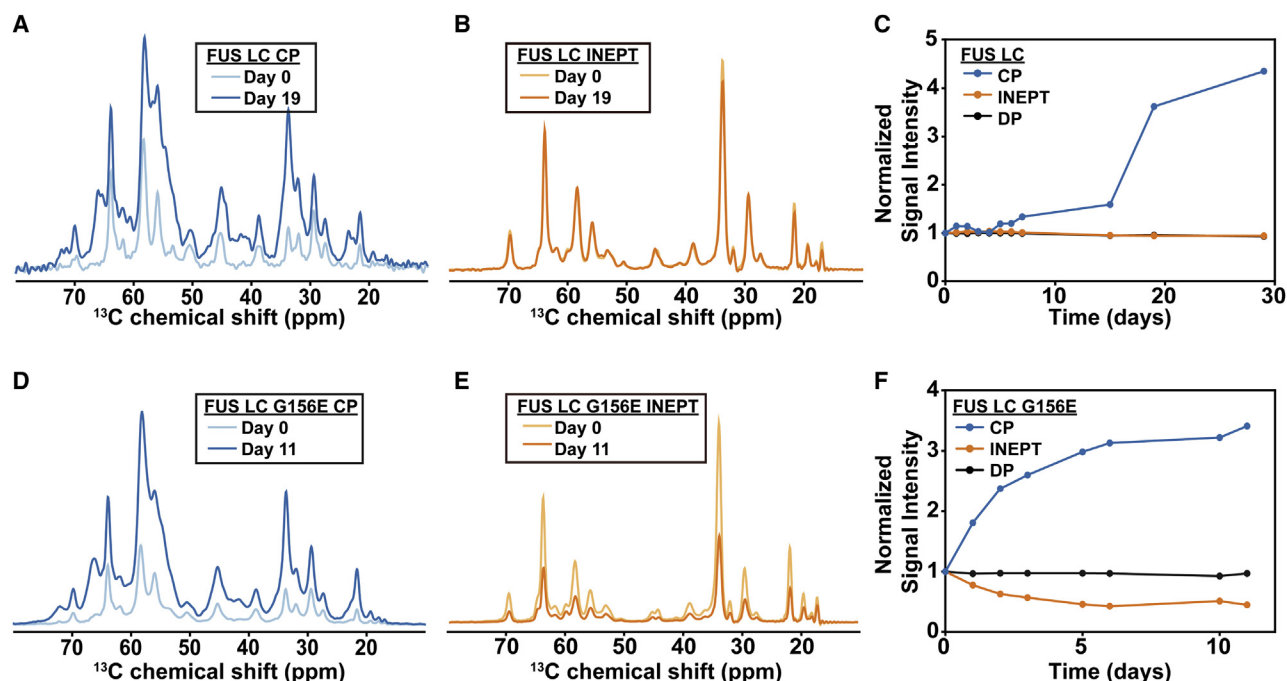 A
FUS LC CP
Day 0
Day 19
70 60 50 40 30 20
13C chemical shift (ppm)
B
FUS LC INEPT
Day 0
Day 19
70 60 50 40 30 20
13C chemical shift (ppm)
C
5
4
3
2
1
0
Normalized
Signal Intensity
FUS LC
CP
INEPT
DP
0 10 20 30
Time (days)
D
FUS LC G156E CP
Day 0
Day 11
70 60 50 40 30 20
13C chemical shift (ppm)
E
FUS LC G156E INEPT
Day 0
Day 11
70 60 50 40 30 20
13C chemical shift (ppm)
F
4
3
2
1
0
Normalized
Signal Intensity
FUS LC G156E
CP
INEPT
DP
0 5 10
Time (days)